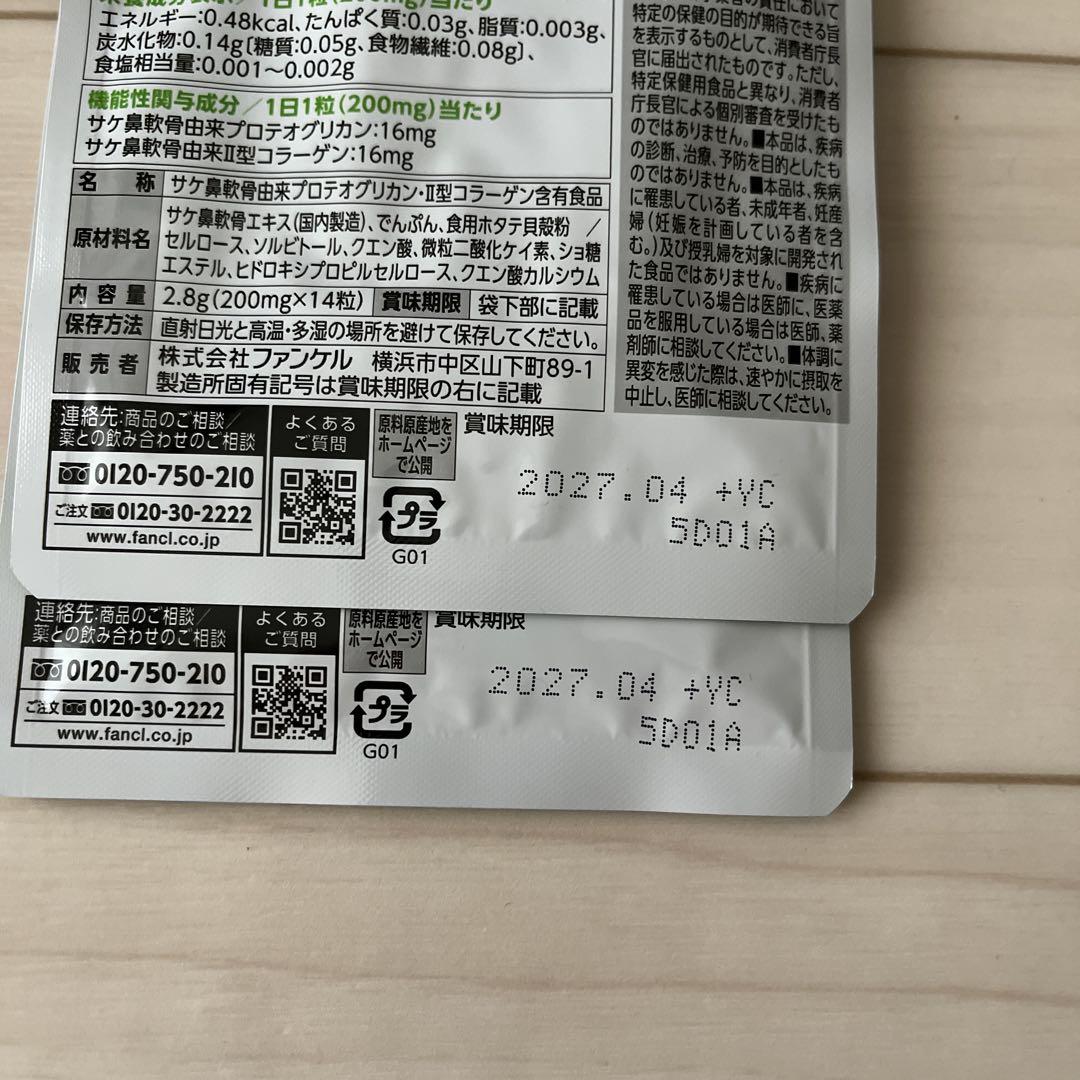 栄養成分表示/1日1粒(200mg)当たり
エネルギー:0.48kcal、たんぱく質:0.03g、脂質:0.003g、
炭水化物:0.14g〔糖質:0.05g、食物繊維:0.08g〕、
食塩相当量:0.001〜0.002g
機能性関与成分/1日1粒(200mg)当たり
サケ鼻軟骨由来プロテオグリカン:16mg
サケ鼻軟骨由来Ⅱ型コラーゲン:16mg
名 称 サケ鼻軟骨由来プロテオグリカン・Ⅱ型コラーゲン含有食品
原材料名 サケ鼻軟骨エキス(国内製造)、でんぷん、食用ホタテ貝殻粉 /
セルロース、ソルビトール、クエン酸、微粒二酸化ケイ素、ショ糖
エステル、ヒドロキシプロピルセルロース、クエン酸カルシウム
内 容 量 2.8g(200mg×14粒) 賞味期限 袋下部に記載
保存方法 直射日光と高温・多湿の場所を避けて保存してください。
販 売 者 株式会社ファンケル 横浜市中区山下町89-1
製造所固有記号は賞味期限の右に記載
の責任において
特定の保健の目的が期待できる旨
を表示するものとして、消費者庁長
官に届出されたものです。ただし、
特定保健用食品と異なり、消費者
庁長官による個別審査を受けたも
のではありません。■本品は、疾病
の診断、治療、予防を目的としたも
のではありません。■本品は、疾病
に罹患している者、未成年者、妊産
婦(妊娠を計画している者を含
む。)及び授乳婦を対象に開発され
た食品ではありません。■疾病に
罹患している場合は医師に、医薬
品を服用している場合は医師、薬
剤師に相談してください。■体調に
異変を感じた際は、速やかに摂取を
中止し、医師に相談してください。
連絡先:商品のご相談/
薬との飲み合わせのご相談
0120-750-210
ご注文 0120-30-2222
www.fancl.co.jp
よくある
ご質問
原料原産地を
ホームページ
で公開
プラ
G01
賞味期限
2027.04 +YC
5D01A
連絡先:商品のご相談/
薬との飲み合わせのご相談
0120-750-210
ご注文 0120-30-2222
www.fancl.co.jp
よくある
ご質問
原料原産地を
ホームページ
で公開
プラ
G01
賞味期限
2027.04 +YC
5D01A